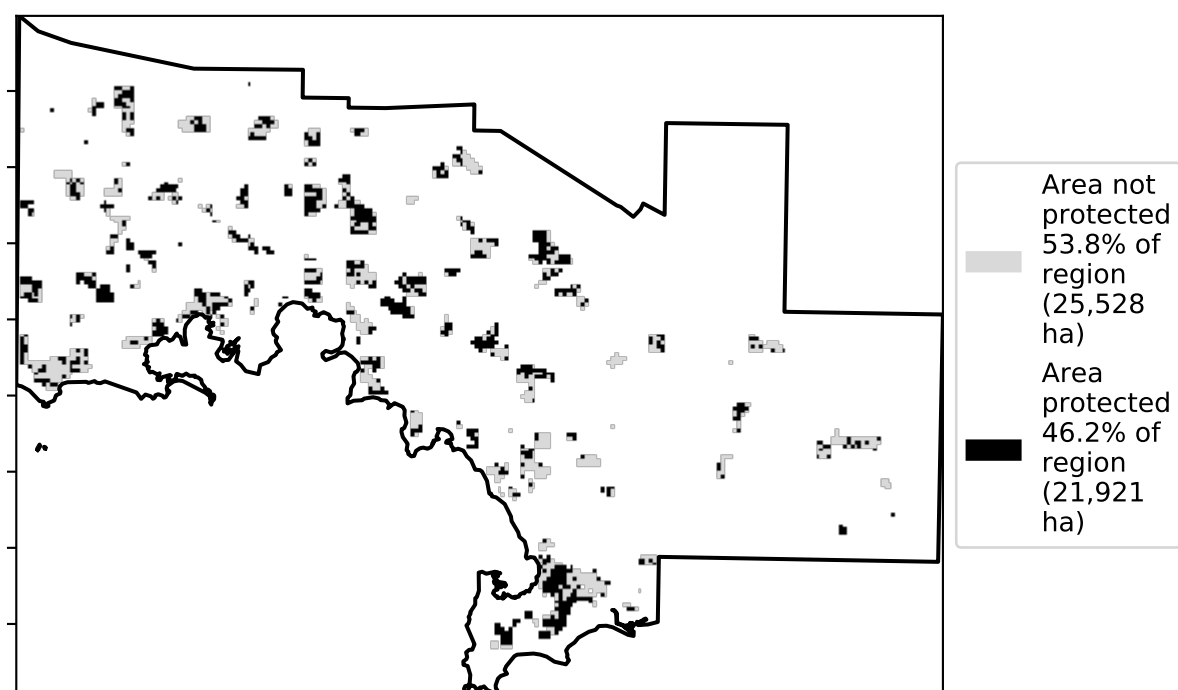 Area not
protected
53.8% of
region
(25,528
ha)
Area
protected
46.2% of
region
(21,921
ha)